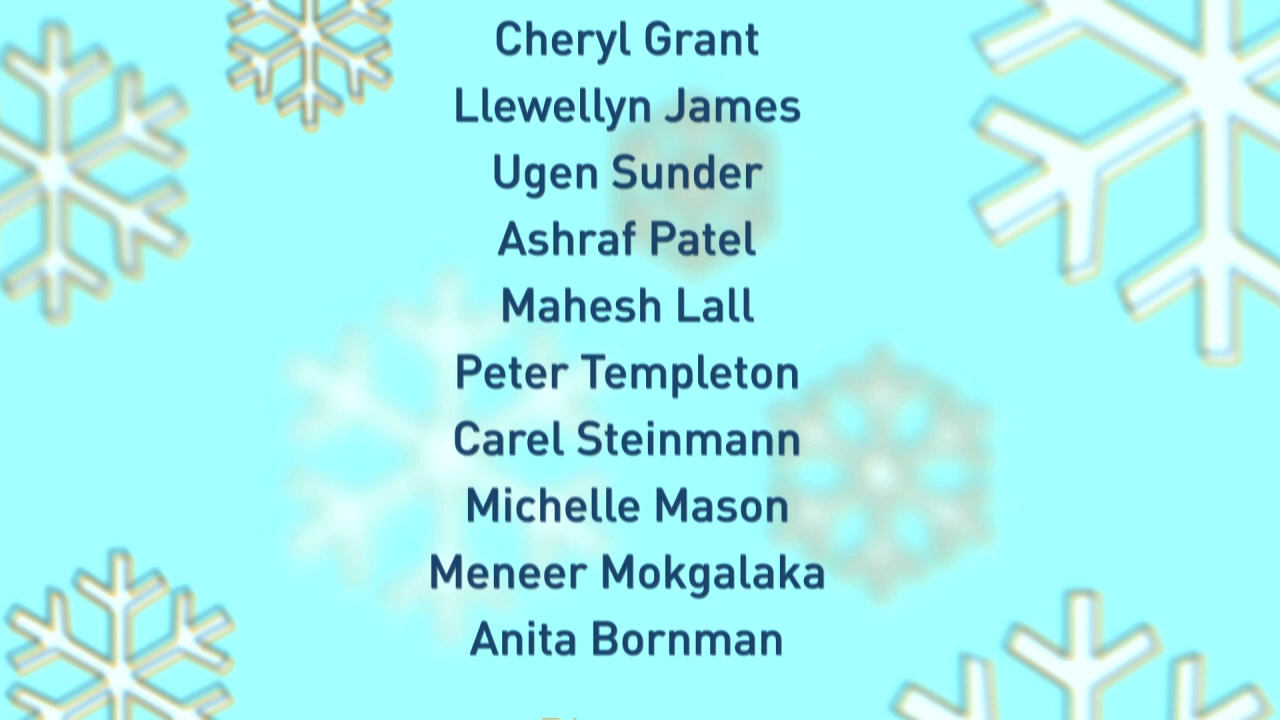 Cheryl Grant
Llewellyn James
Ugen Sunder
Ashraf Patel
Mahesh Lall
Peter Templeton
Carel Steinmann
Michelle Mason
Meneer Mokgalaka
Anita Bornman